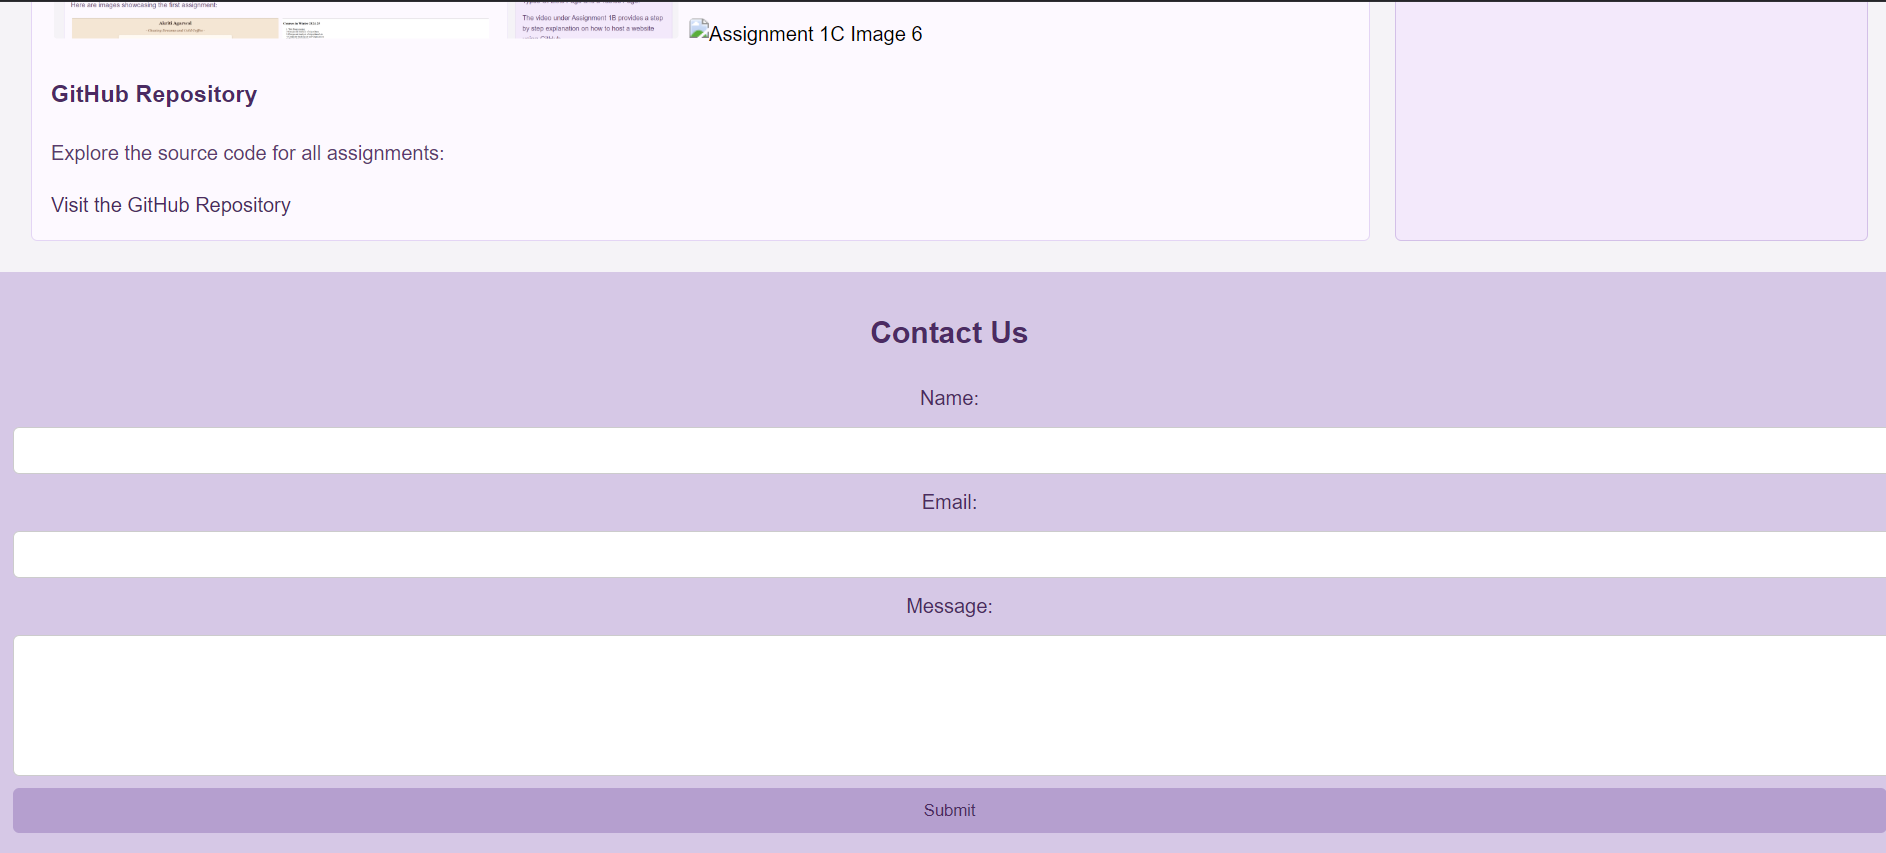 Here are images showcasing the first assignment:
The video under Assignment 1B provides a step
by step explanation on how to host a website
Assignment 1C Image 6
GitHub Repository
Explore the source code for all assignments:
Visit the GitHub Repository
Contact Us
Name:
Email:
Message:
Submit